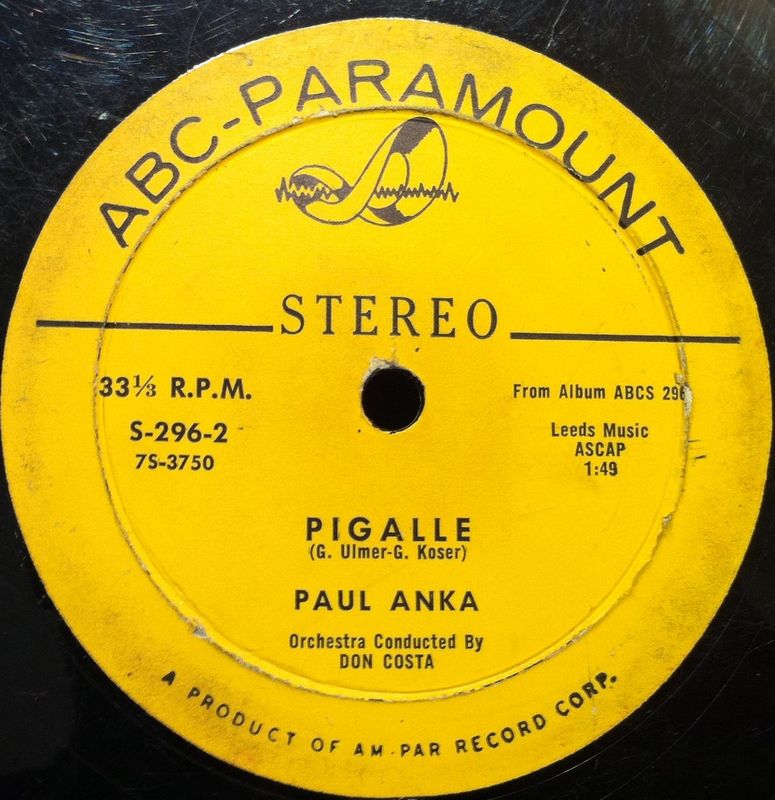 ABC-PARAMOUNT
STEREO
33⅓ R.P.M.
S-296-2
7S-3750
From Album ABCS 296
Leeds Music
ASCAP
1:49
PIGALLE
(G. Ulmer-G. Koser)
PAUL ANKA
Orchestra Conducted By
DON COSTA
A PRODUCT OF AM-PAR RECORD CORP.